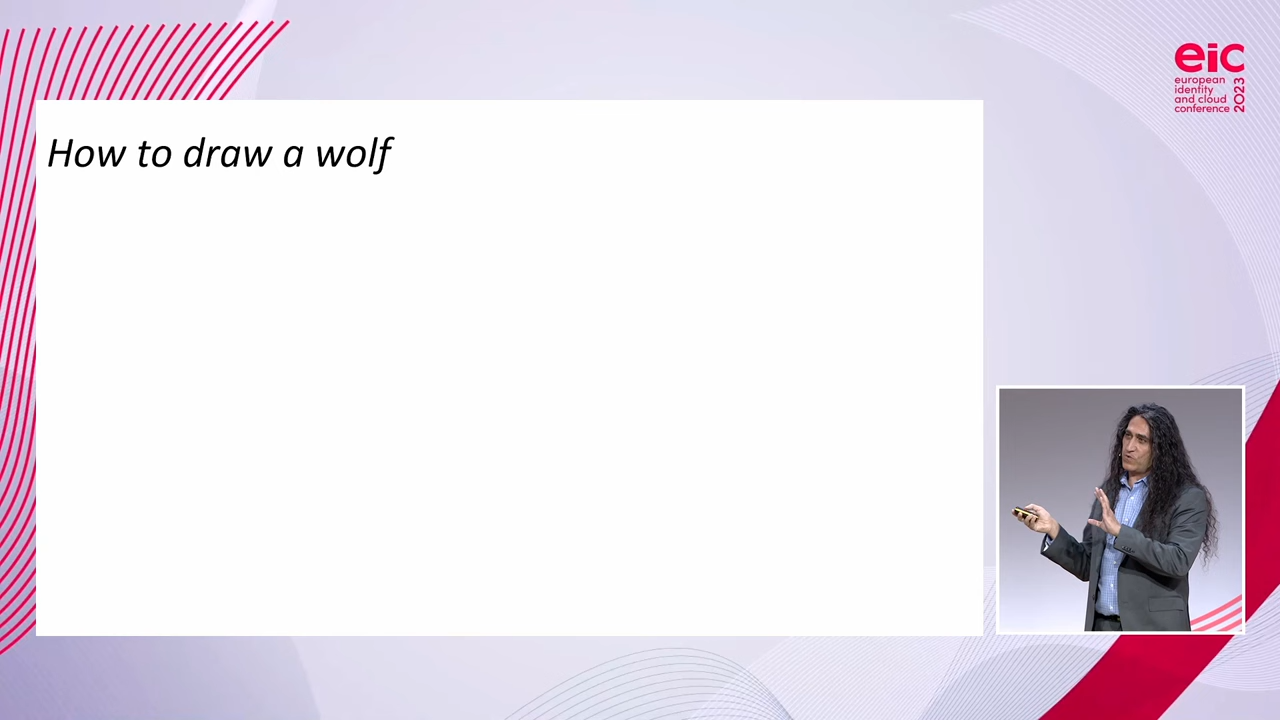 How to draw a wolf
eic
european
identity
and cloud
conference
2023